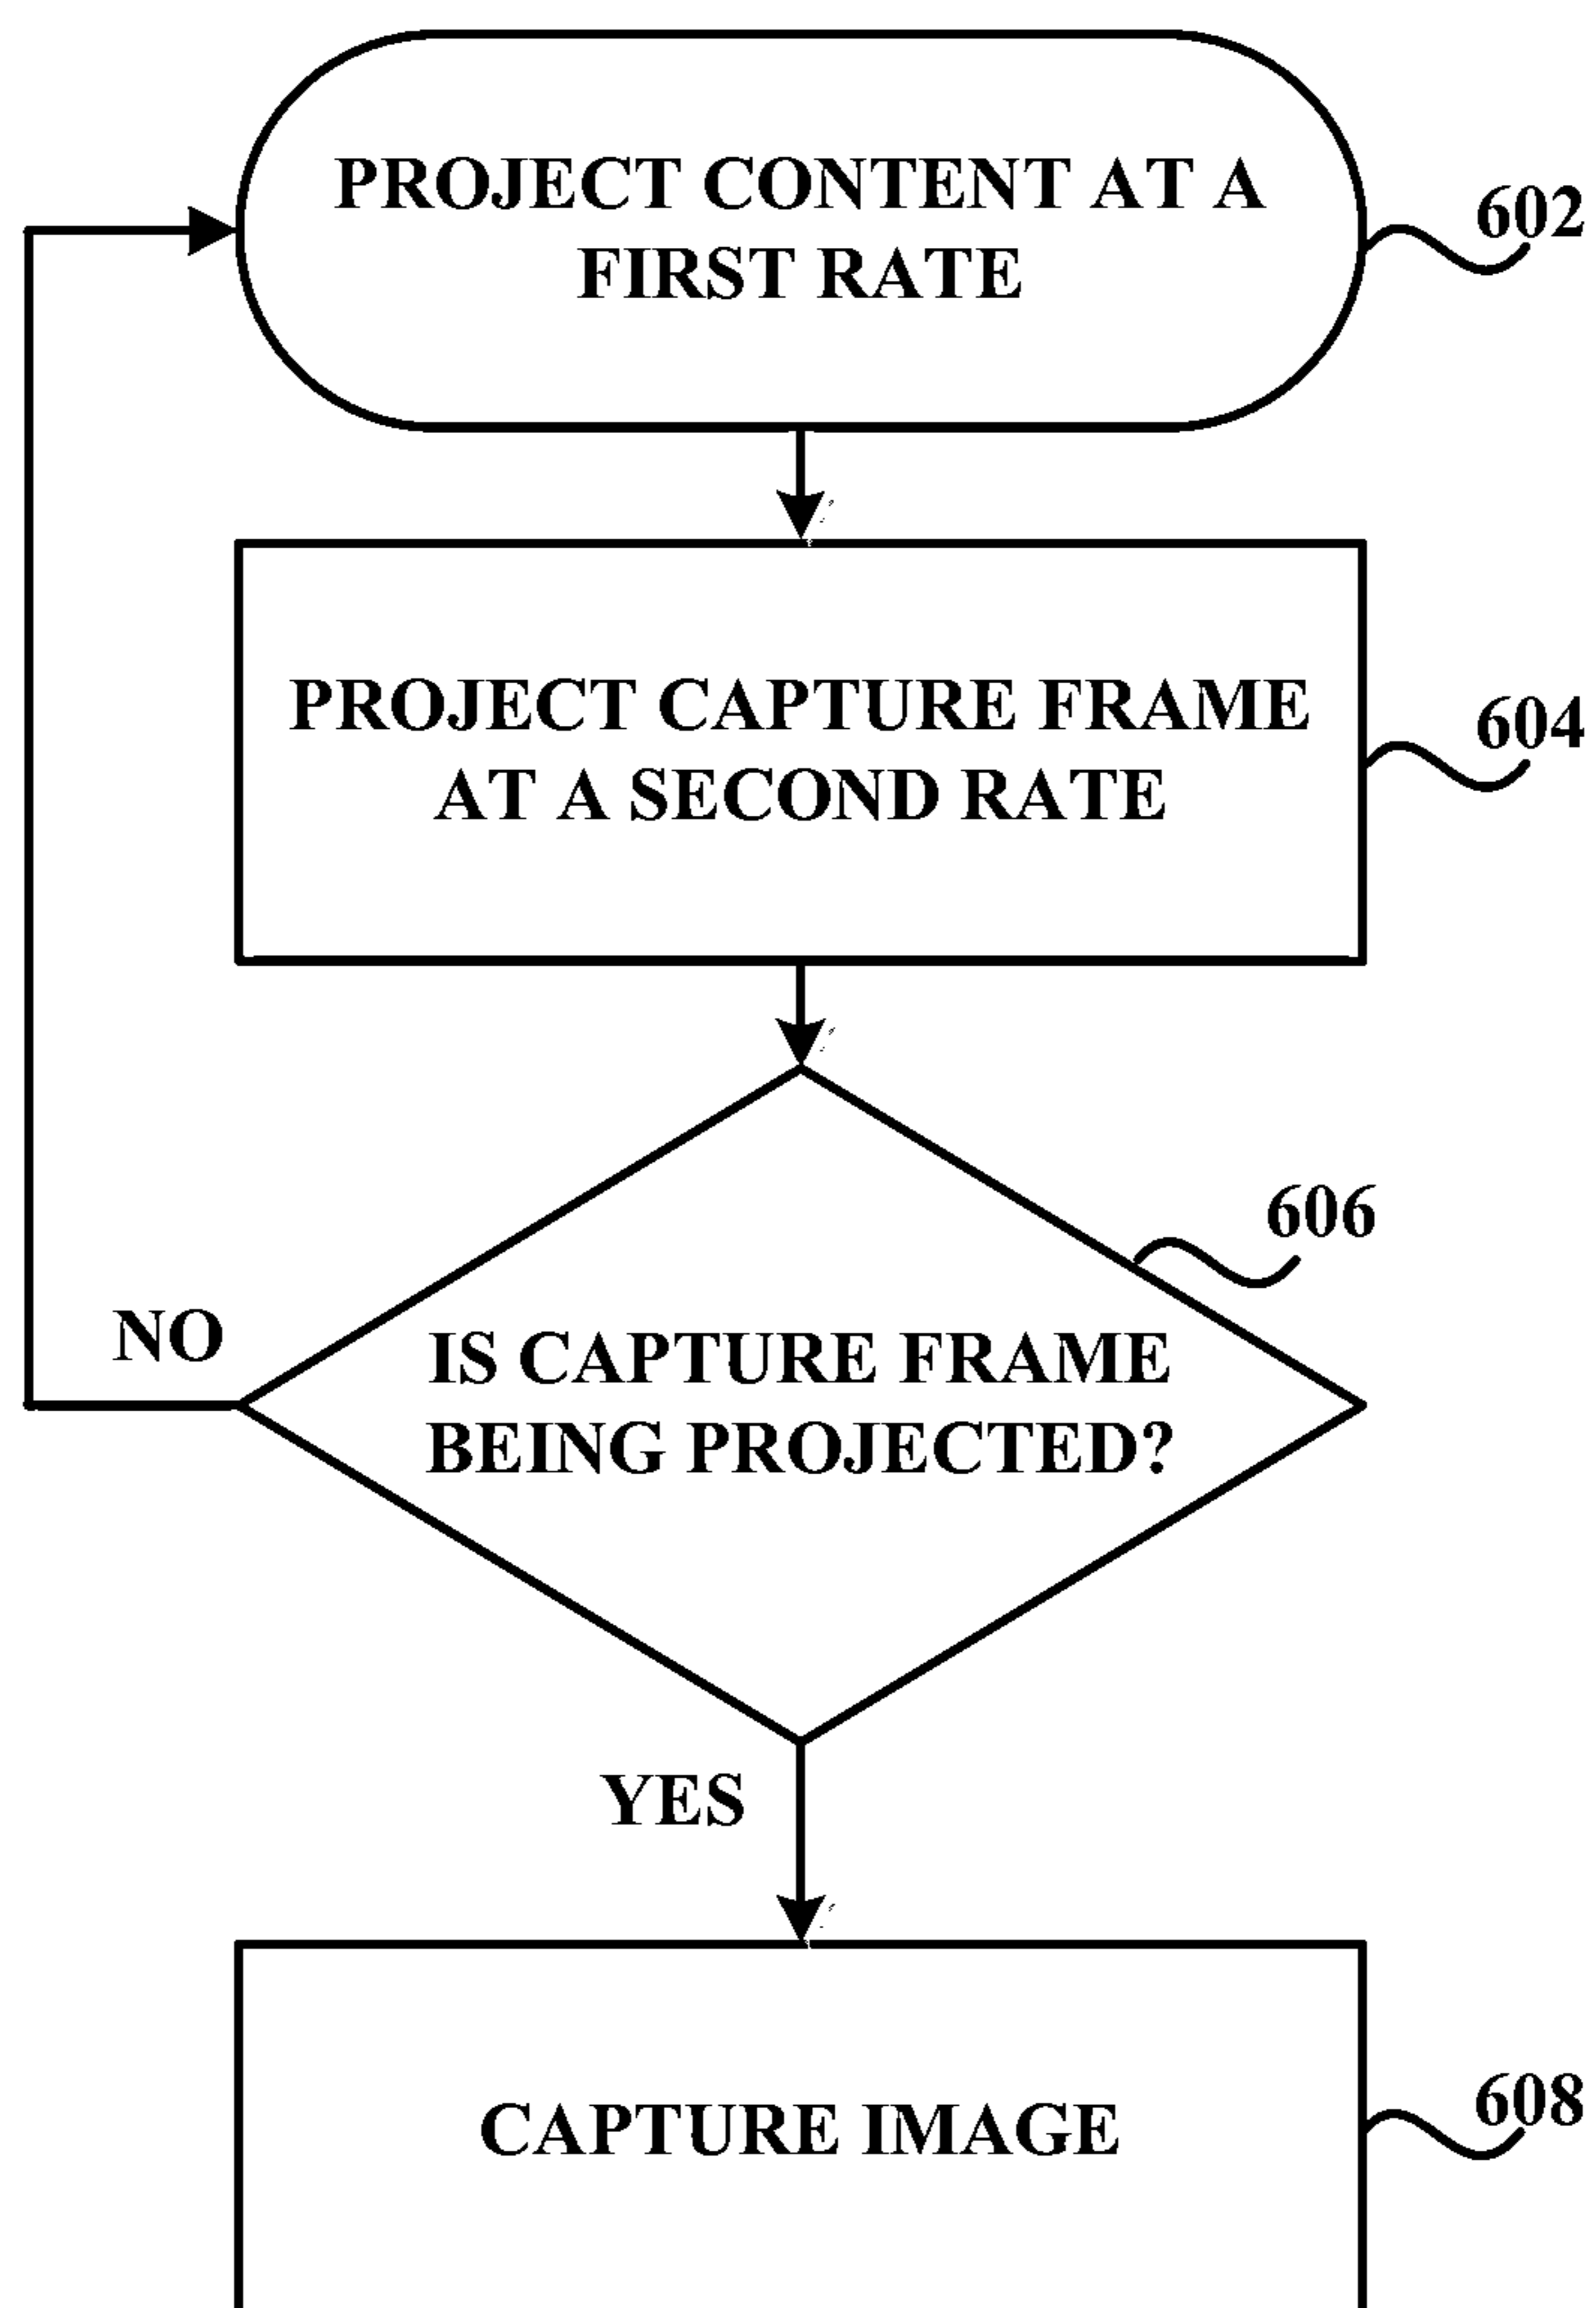 PROJECT CONTENT AT A
FIRST RATE
602
PROJECT CAPTURE FRAME
AT A SECOND RATE
604
606
NO
IS CAPTURE FRAME
BEING PROJECTED?
YES
CAPTURE IMAGE
608